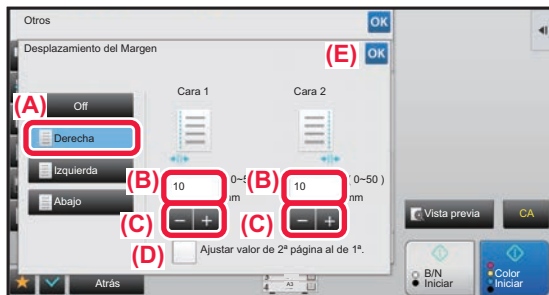 Otros
OK
Desplazamiento del Margen
(E)
OK
(A)
Off
Cara 1
Cara 2
Derecha
Izquierda
(B)
10
(B)
10
( 0~50 )
mm
Abajo
(C)
- +
(C)
- +
Vista previa
CA
(D)
Ajustar valor de 2ª página al de 1ª.
Atrás
A3
B/N
Iniciar
Color
Iniciar